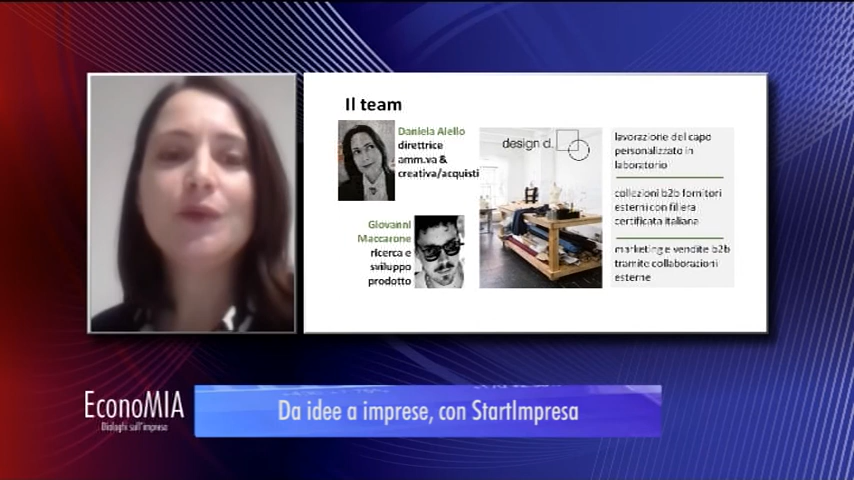 Il team
Daniela Aiello
direttrice
amm.va &
creativa/acquisti
Giovanni
Maccarone
ricerca e
sviluppo
prodotto
design d.
lavorazione del capo
personalizzato in
laboratorio
collezioni b2b fornitori
esterni con filiera
certificata italiana
marketing e vendite b2b
tramite collaborazioni
esterne
EconoMIA
Dialoghi sull'impresa
Da idee a imprese, con StartImpresa